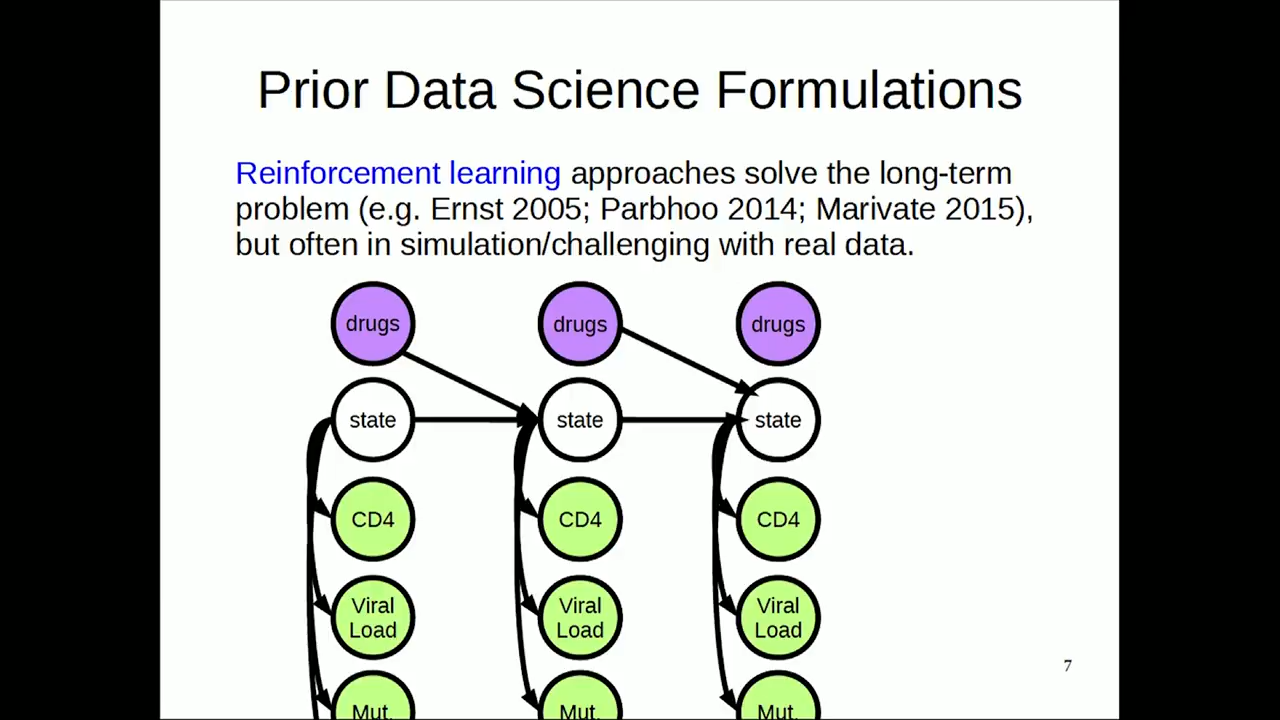 Prior Data Science Formulations
Reinforcement learning approaches solve the long-term
problem (e.g. Ernst 2005; Parbhoo 2014; Marivate 2015),
but often in simulation/challenging with real data.
drugs drugs drugs
state state state
CD4 CD4 CD4
Viral Viral Viral
Load Load Load
7
Mut. Mut. Mut.